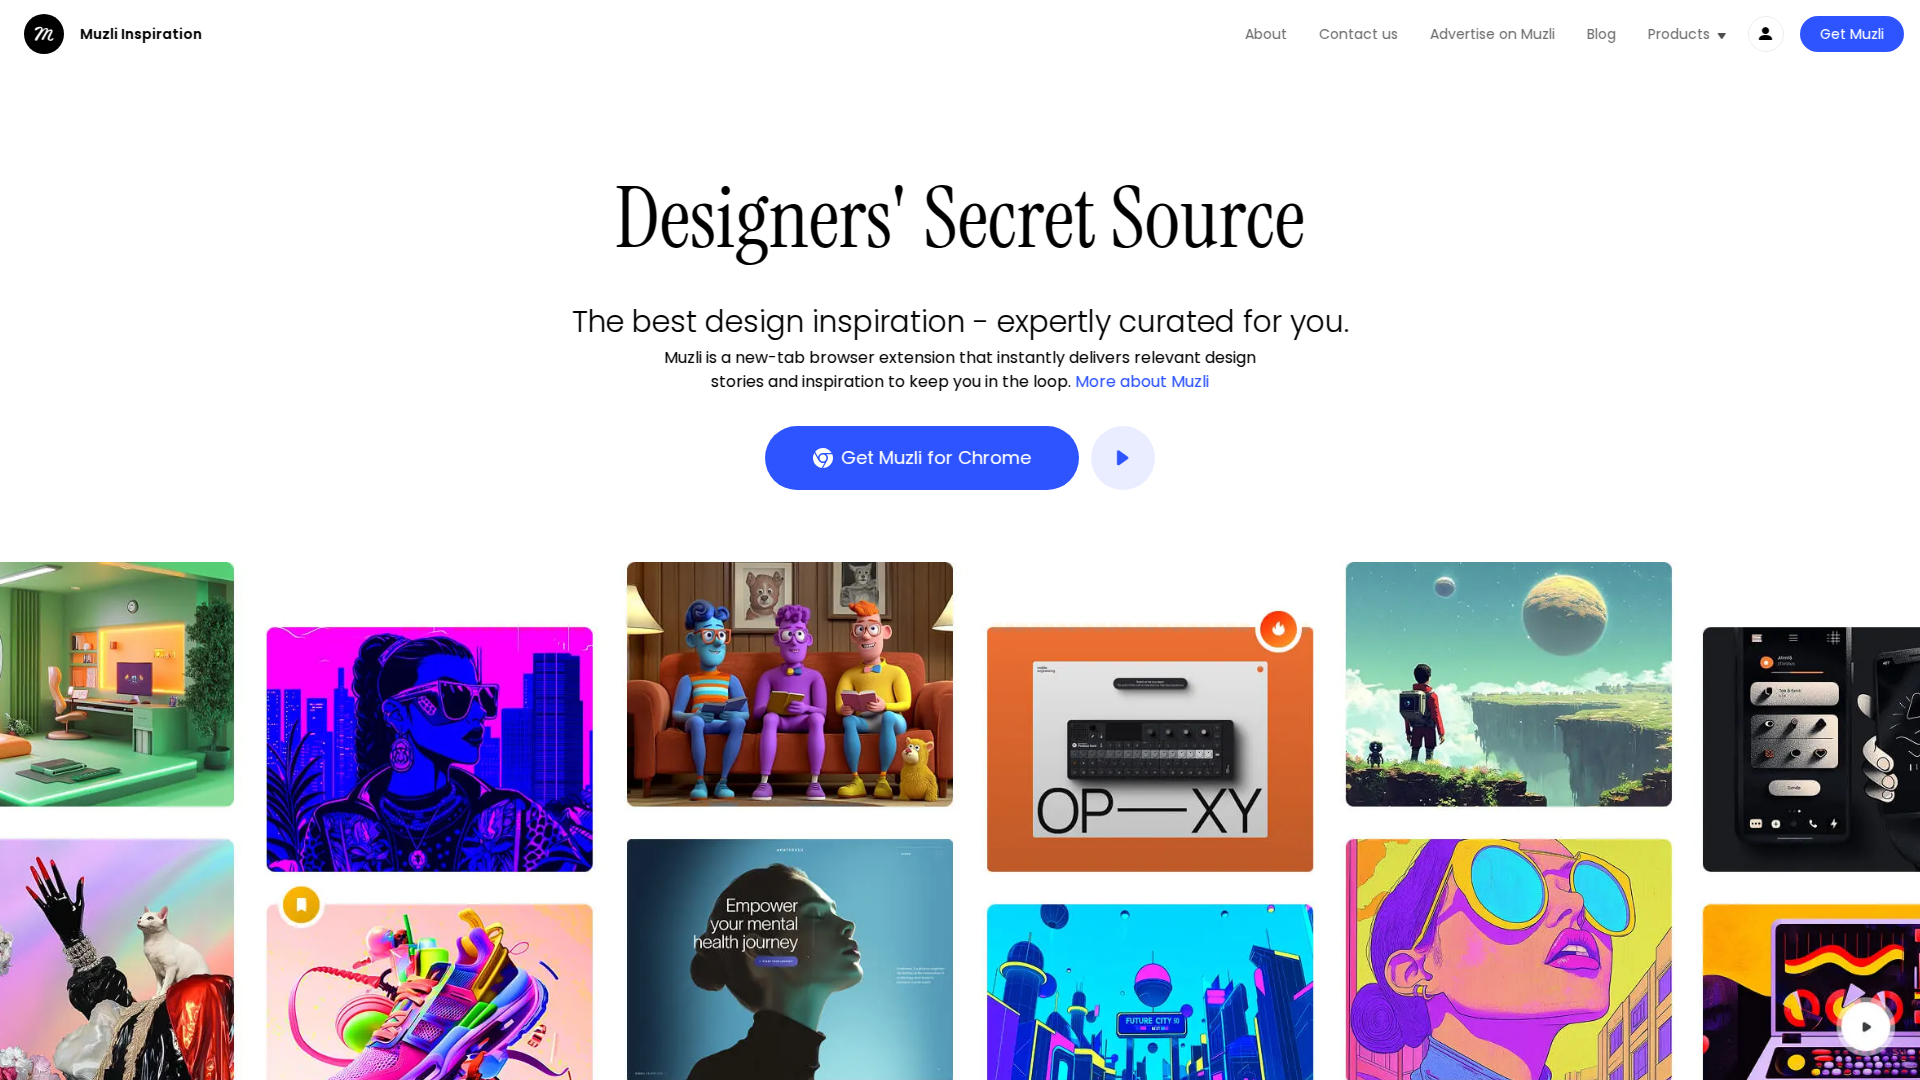 Muzli Inspiration
About
Contact us
Advertise on Muzli
Blog
Products
Get Muzli
Designers' Secret Source
The best design inspiration - expertly curated for you.
Muzli is a new-tab browser extension that instantly delivers relevant design
stories and inspiration to keep you in the loop. More about Muzli
Get Muzli for Chrome
OP—XY
Empower
your mental
health journey
FUTURE CITY